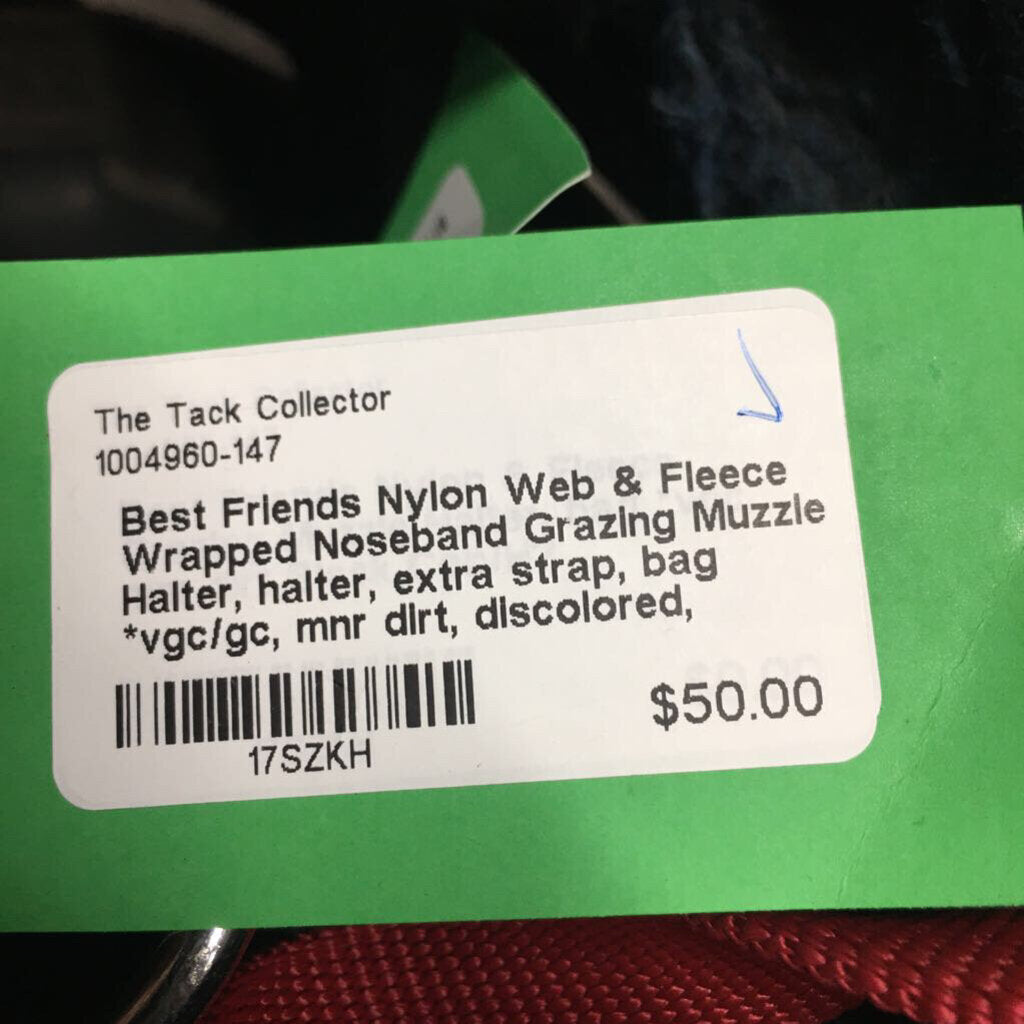 The Tack Collector
1004960-147
Best Friends Nylon Web & Fleece
Wrapped Noseband Grazing Muzzle
Halter, halter, extra strap, bag
*vgc/gc, mnr dirt, discolored,
$50.00
17SZKH